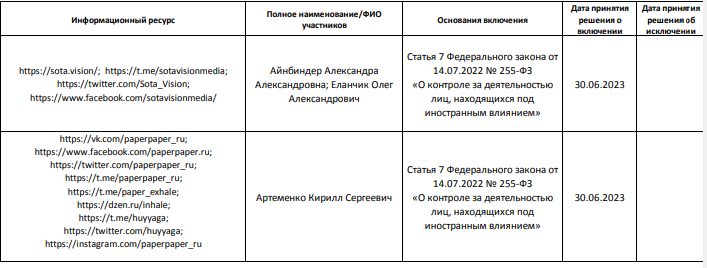 Информационный ресурс
Полное наименование/ФИО
участников
Основания включения
Дата принятия
решения о
включении
Дата принятия
решения об
исключении
https://sota.vision/; https://t.me/sotavisionmedia;
https://twitter.com/Sota_Vision;
https://www.facebook.com/sotavisionmedia/
Айнбиндер Александра
Александровна; Еланчик Олег
Александрович
Статья 7 Федерального закона от
14.07.2022 № 255-ФЗ
«О контроле за деятельностью
лиц, находящихся под
иностранным влиянием»
30.06.2023
https://vk.com/paperpaper_ru;
https://www.facebook.com/paperpaper.ru;
https://twitter.com/paperpaper_ru;
https://t.me/paperpaper_ru;
https://t.me/paper_exhale;
https://dzen.ru/inhale;
https://t.me/huyyaga;
https://twitter.com/huyyaga;
https://instagram.com/paperpaper_ru
Артеменко Кирилл Сергеевич
Статья 7 Федерального закона от
14.07.2022 № 255-ФЗ
«О контроле за деятельностью
лиц, находящихся под
иностранным влиянием»
30.06.2023